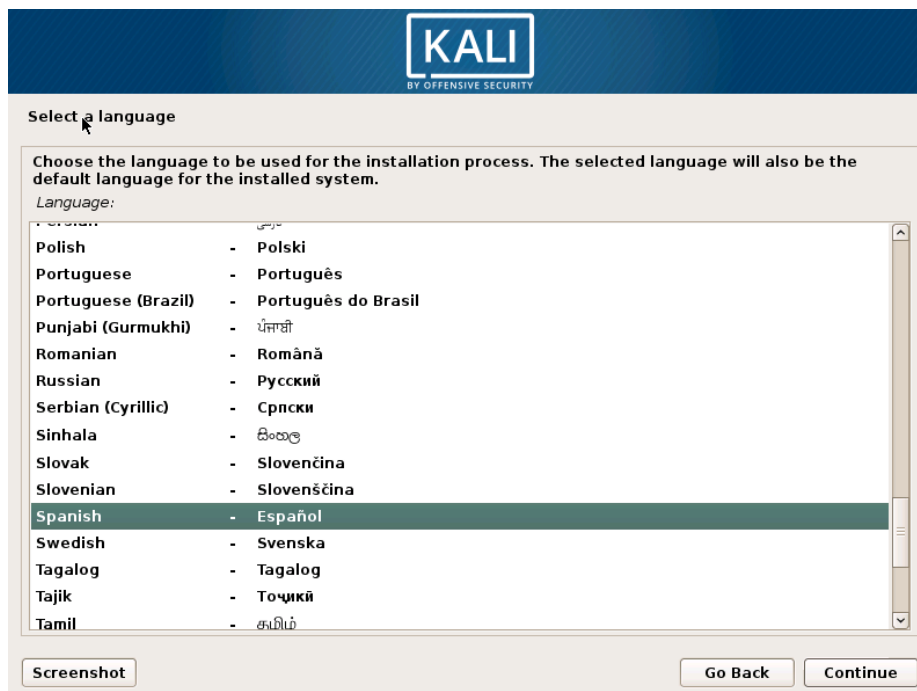 KALI
BY OFFENSIVE SECURITY
Select a language
Choose the language to be used for the installation process. The selected language will also be the
default language for the installed system.
Language:
Polish - Polski
Portuguese - Português
Portuguese (Brazil) - Português do Brasil
Punjabi (Gurmukhi) - ਪੰਜਾਬੀ
Romanian - Română
Russian - Русский
Serbian (Cyrillic) - Српски
Sinhala - සිංහල
Slovak - Slovenčina
Slovenian - Slovenščina
Spanish - Español
Swedish - Svenska
Tagalog - Tagalog
Tajik - Тоҷикӣ
Tamil - தமிழ்
Screenshot Go Back Continue